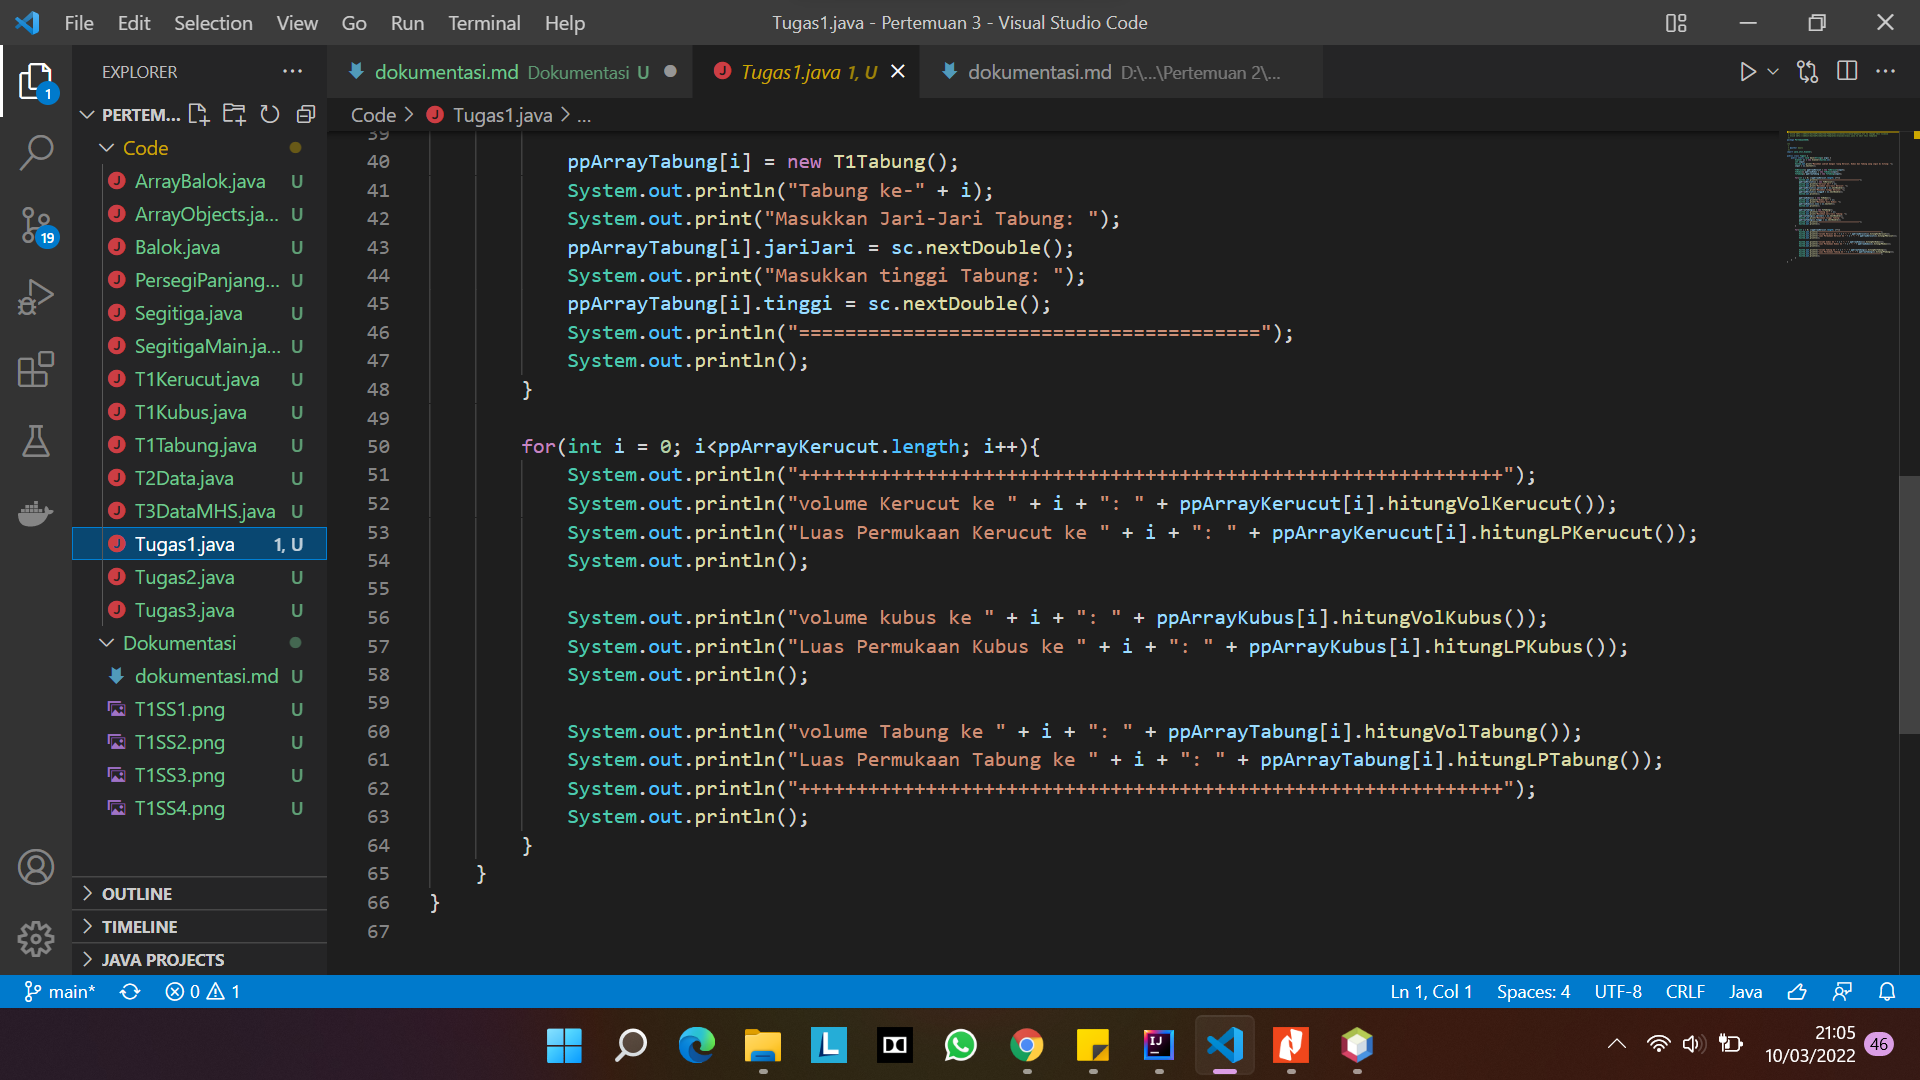 File Edit Selection View Go Run Terminal Help
Tugas1.java - Pertemuan 3 - Visual Studio Code
EXPLORER
dokumentasi.md Dokumentasi U
Tugas1.java 1, U
dokumentasi.md D:\...\Pertemuan 2\...
PERTEM...
Code > Tugas1.java > ...
Code
ArrayBalok.java U
ArrayObjects.ja... U
Balok.java U
PersegiPanjang... U
Segitiga.java U
SegitigaMain.ja... U
T1Kerucut.java U
T1Kubus.java U
T1Tabung.java U
T2Data.java U
T3DataMHS.java U
Tugas1.java 1, U
Tugas2.java U
Tugas3.java U
Dokumentasi
dokumentasi.md U
T1SS1.png U
T1SS2.png U
T1SS3.png U
T1SS4.png U
OUTLINE
TIMELINE
JAVA PROJECTS
1
19
39
40 ppArrayTabung[i] = new T1Tabung();
41 System.out.println("Tabung ke-" + i);
42 System.out.print("Masukkan Jari-Jari Tabung: ");
43 ppArrayTabung[i].jariJari = sc.nextDouble();
44 System.out.print("Masukkan tinggi Tabung: ");
45 ppArrayTabung[i].tinggi = sc.nextDouble();
46 System.out.println("========================================");
47 System.out.println();
48 }
49
50 for(int i = 0; i<ppArrayKerucut.length; i++){
51 System.out.println("+++++++++++++++++++++++++++++++++++++++++++++++++++++++++++++");
52 System.out.println("volume Kerucut ke " + i + ": " + ppArrayKerucut[i].hitungVolKerucut());
53 System.out.println("Luas Permukaan Kerucut ke " + i + ": " + ppArrayKerucut[i].hitungLPKerucut());
54 System.out.println();
55
56 System.out.println("volume kubus ke " + i + ": " + ppArrayKubus[i].hitungVolKubus());
57 System.out.println("Luas Permukaan Kubus ke " + i + ": " + ppArrayKubus[i].hitungLPKubus());
58 System.out.println();
59
60 System.out.println("volume Tabung ke " + i + ": " + ppArrayTabung[i].hitungVolTabung());
61 System.out.println("Luas Permukaan Tabung ke " + i + ": " + ppArrayTabung[i].hitungLPTabung());
62 System.out.println("+++++++++++++++++++++++++++++++++++++++++++++++++++++++++++++");
63 System.out.println();
64 }
65 }
66 }
67
main* 0 1 Ln 1, Col 1 Spaces: 4 UTF-8 CRLF Java
L
IJ
21:05
10/03/2022
46